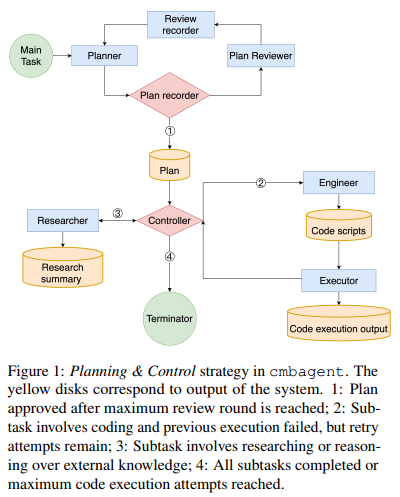 Review
recorder
Main
Task
Planner
Plan Reviewer
Plan recorder
①
Plan
②
Engineer
Researcher
③
Controller
Code scripts
④
Research
summary
Executor
Terminator
Code execution output
Figure 1: Planning & Control strategy in cmbagent. The
yellow disks correspond to output of the system. 1: Plan
approved after maximum review round is reached; 2: Sub-
task involves coding and previous execution failed, but retry
attempts remain; 3: Subtask involves researching or reason-
ing over external knowledge; 4: All subtasks completed or
maximum code execution attempts reached.